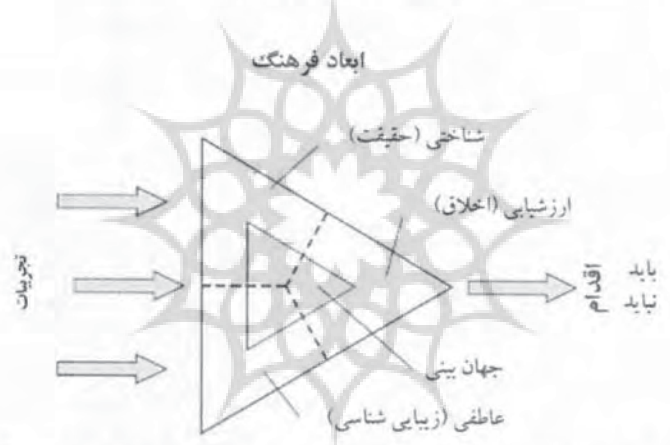 ابعاد فرهنگ
شناختی (حقیقت)
ارزشیابی (اخلاق)
تجربیات
باید
نباید
اقدام
جهان بینی
عاطفی (زیبایی شناسی)